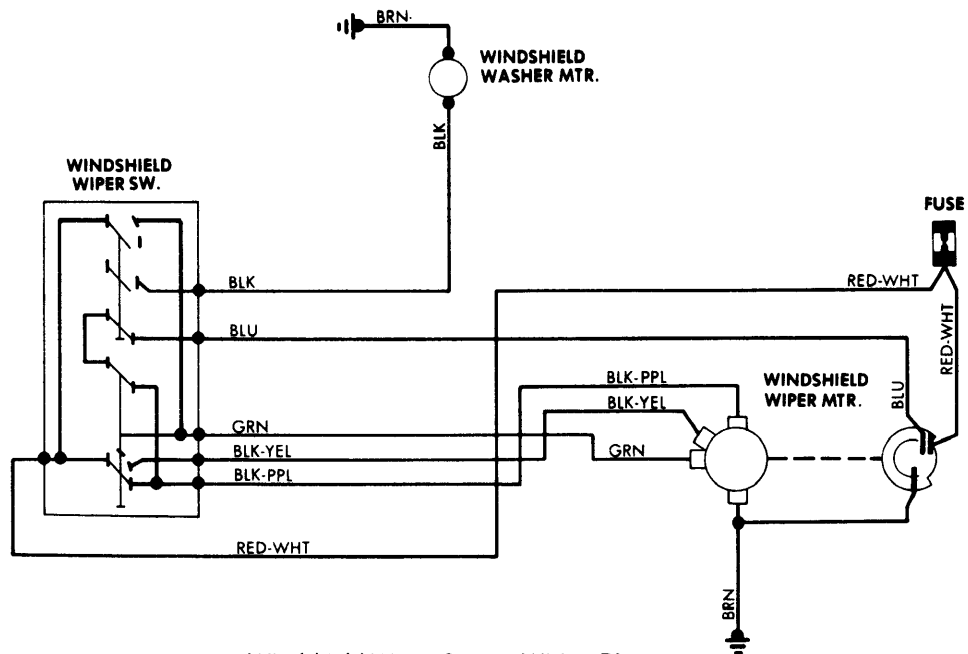 BRN.
WINDSHIELD
WASHER MTR.
BLK
WINDSHIELD
WIPER SW.
FUSE
BLK
RED-WHT
BLU
RED-WHT
BLK-PPL
WINDSHIELD
WIPER MTR.
BLU
BLK-YEL
GRN
BLK-YEL
GRN
BLK-PPL
RED-WHT
BRN